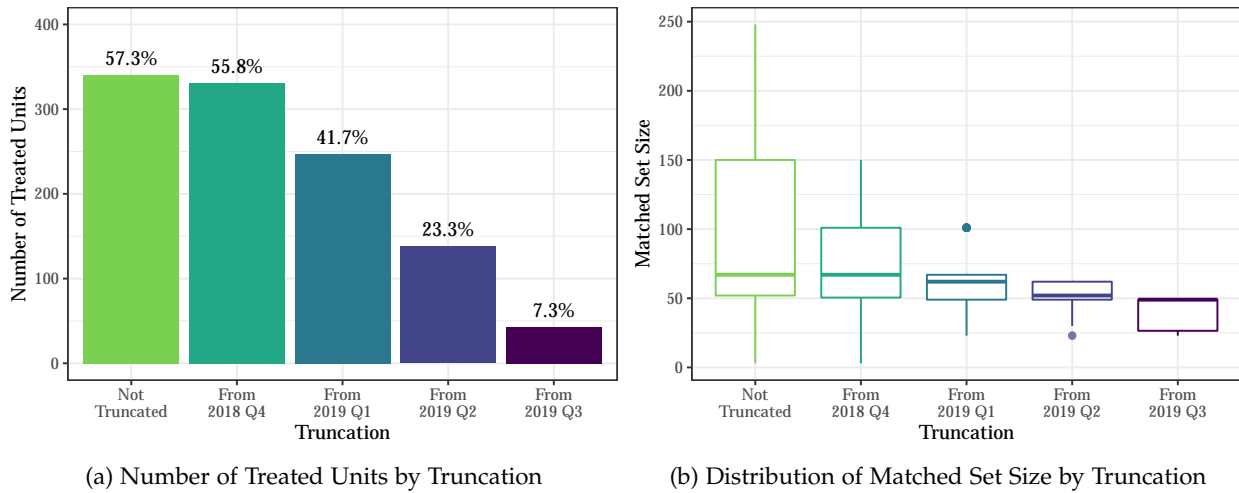 Number of Treated Units
400
300
200
100
0
57.3%
55.8%
41.7%
23.3%
7.3%
Not
Truncated
From
2018 Q4
From
2019 Q1
From
2019 Q2
From
2019 Q3
Truncation
(a) Number of Treated Units by Truncation
Matched Set Size
250
200
150
100
50
0
Not
Truncated
From
2018 Q4
From
2019 Q1
From
2019 Q2
From
2019 Q3
Truncation
(b) Distribution of Matched Set Size by Truncation